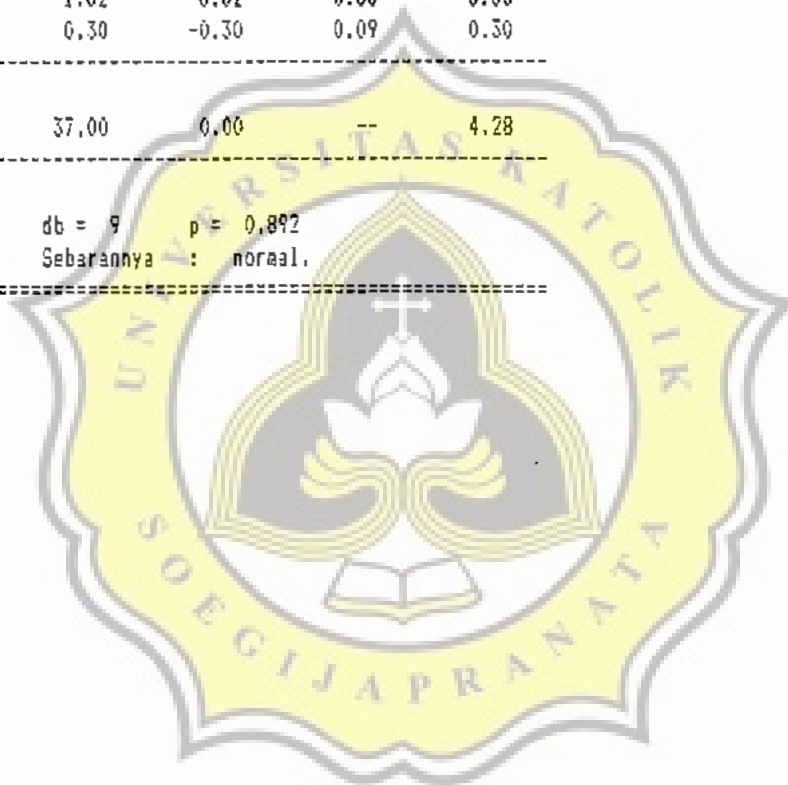 0.30 -0.30 0.09 0.30
37.00 0.00 -- 4.28
db = 9 p = 0.892
Sebarannya : normal.
UNIVERSITAS KATOLIK
SOEGIJAPRANATA